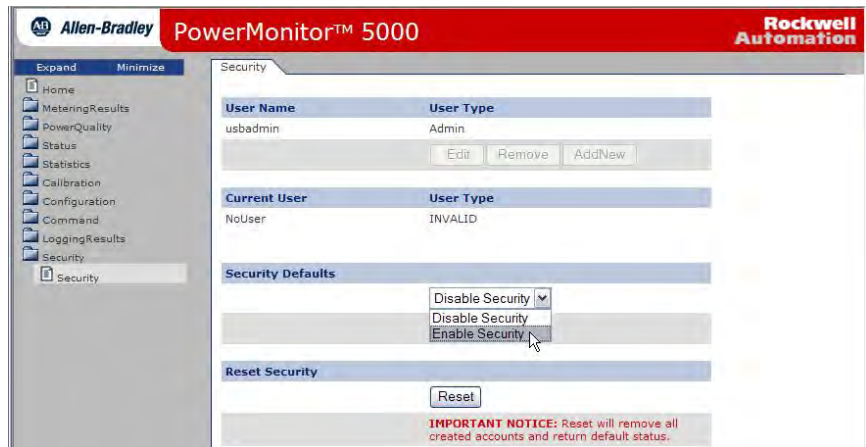 AB Allen-Bradley PowerMonitor™ 5000 Rockwell Automation
Expand Minimize
Home
MeteringResults
PowerQuality
Status
Statistics
Calibration
Configuration
Command
LoggingResults
Security
Security
Security
User Name User Type
usbadmin Admin
Edit Remove AddNew
Current User User Type
NoUser INVALID
Security Defaults
Disable Security
Disable Security
Enable Security
Reset Security
Reset
IMPORTANT NOTICE: Reset will remove all
created accounts and return default status.